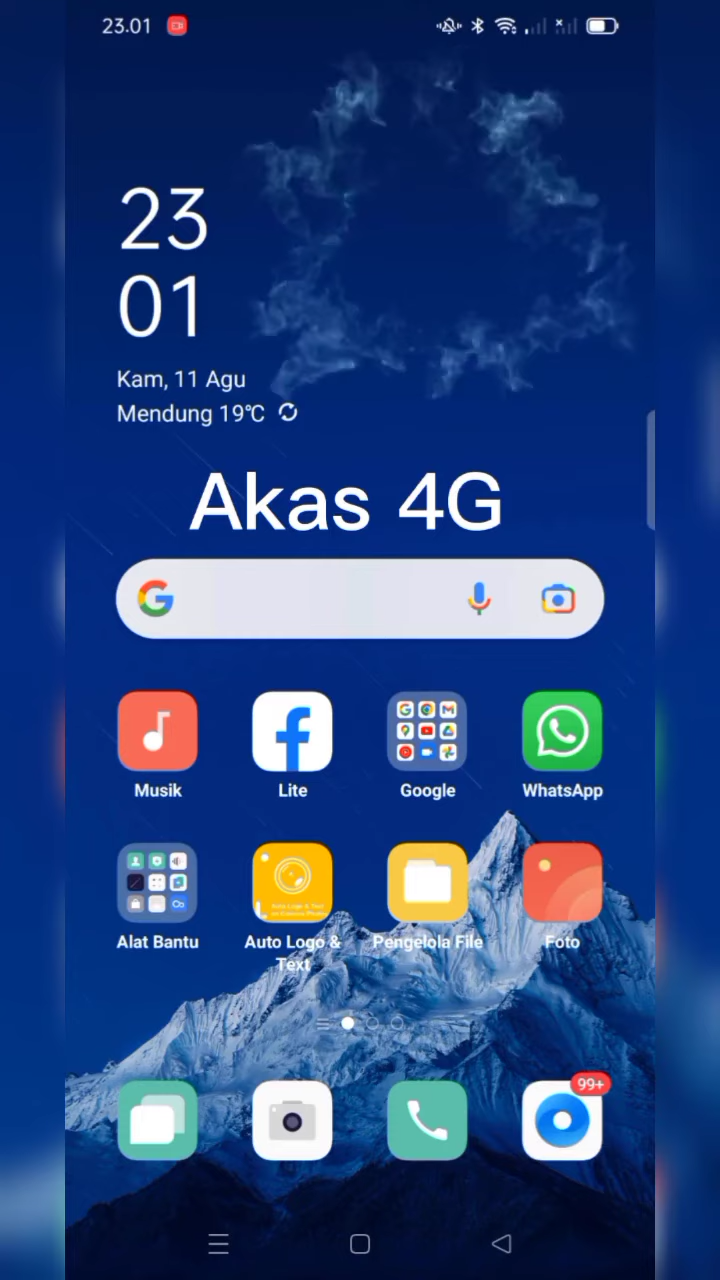 23.01
23
01
Kam, 11 Agu
Mendung 19℃
Akas 4G
Musik
Lite
Google
WhatsApp
Alat Bantu
Auto Logo &
Text
Pengelola File
Foto
99+